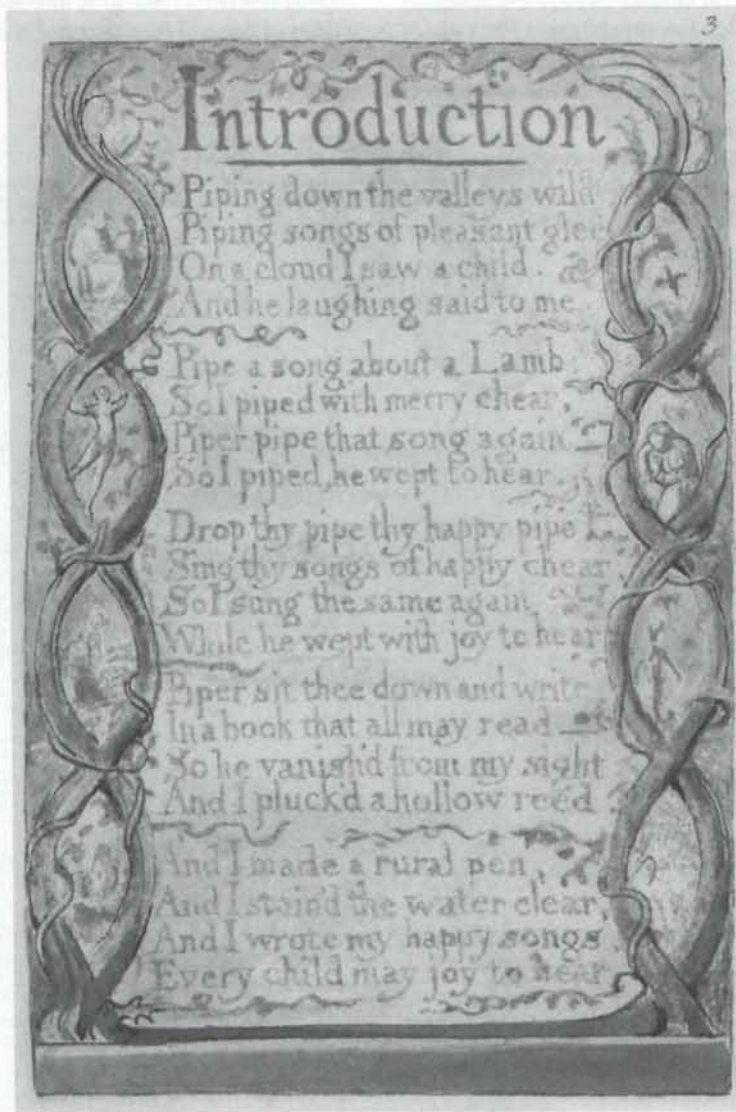 3
Introduction
Piping down the valleys wild
Piping songs of pleasant glee
On a cloud I saw a child.
And he laughing said to me.
Pipe a song about a Lamb:
So I piped with merry chear,
Piper pipe that song again—
So I piped, he wept to hear.
Drop thy pipe thy happy pipe
Sing thy songs of happy chear,
So I sung the same again
While he wept with joy to hear
Piper sit thee down and write
In a book that all may read—
So he vanish'd from my sight
And I pluck'd a hollow reed
And I made a rural pen,
And I stain'd the water clear,
And I wrote my happy songs
Every child may joy to hear